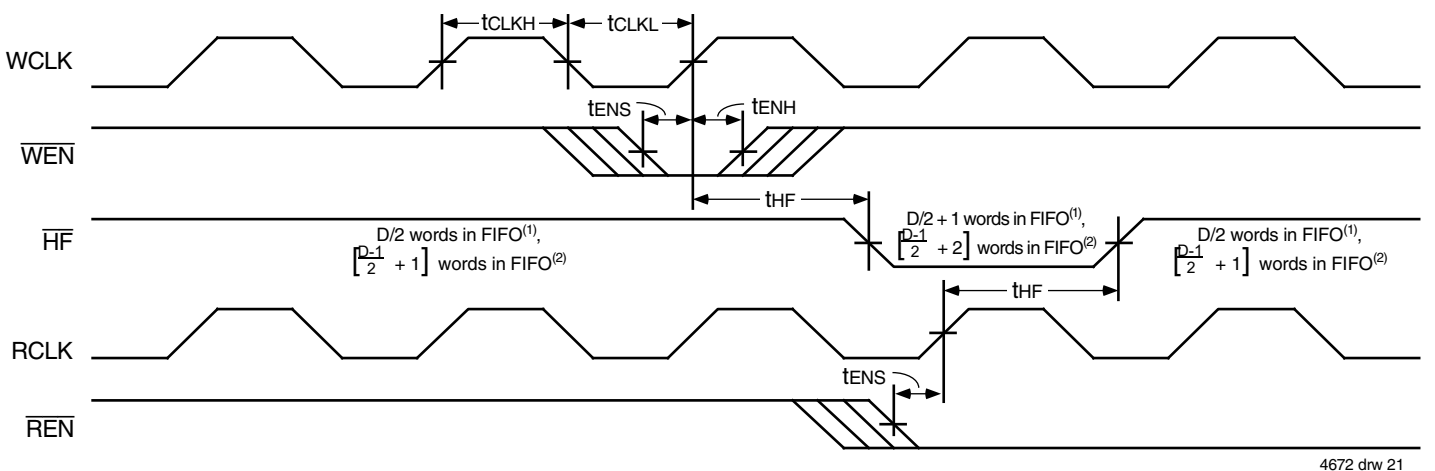 tCLKH
tCLKL
WCLK
tENS
tENH
WEN
tHF
HF
D/2 words in FIFO(1),
[D-1/2 + 1] words in FIFO(2)
D/2 + 1 words in FIFO(1),
[D-1/2 + 2] words in FIFO(2)
D/2 words in FIFO(1),
[D-1/2 + 1] words in FIFO(2)
tHF
RCLK
tENS
REN
4672 drw 21